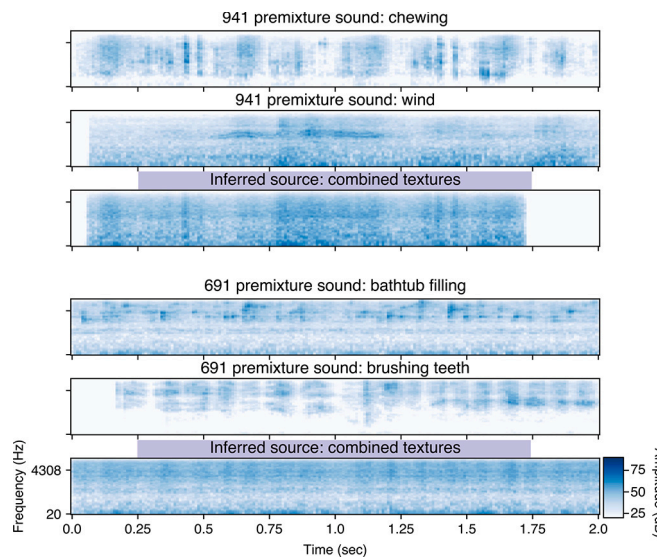 941 premixture sound: chewing
941 premixture sound: wind
Inferred source: combined textures
691 premixture sound: bathtub filling
691 premixture sound: brushing teeth
Inferred source: combined textures
Frequency (Hz)
4308
20
75
50
25
0.0 0.25 0.5 0.75 1.0 1.25 1.5 1.75 2.0
Time (sec)